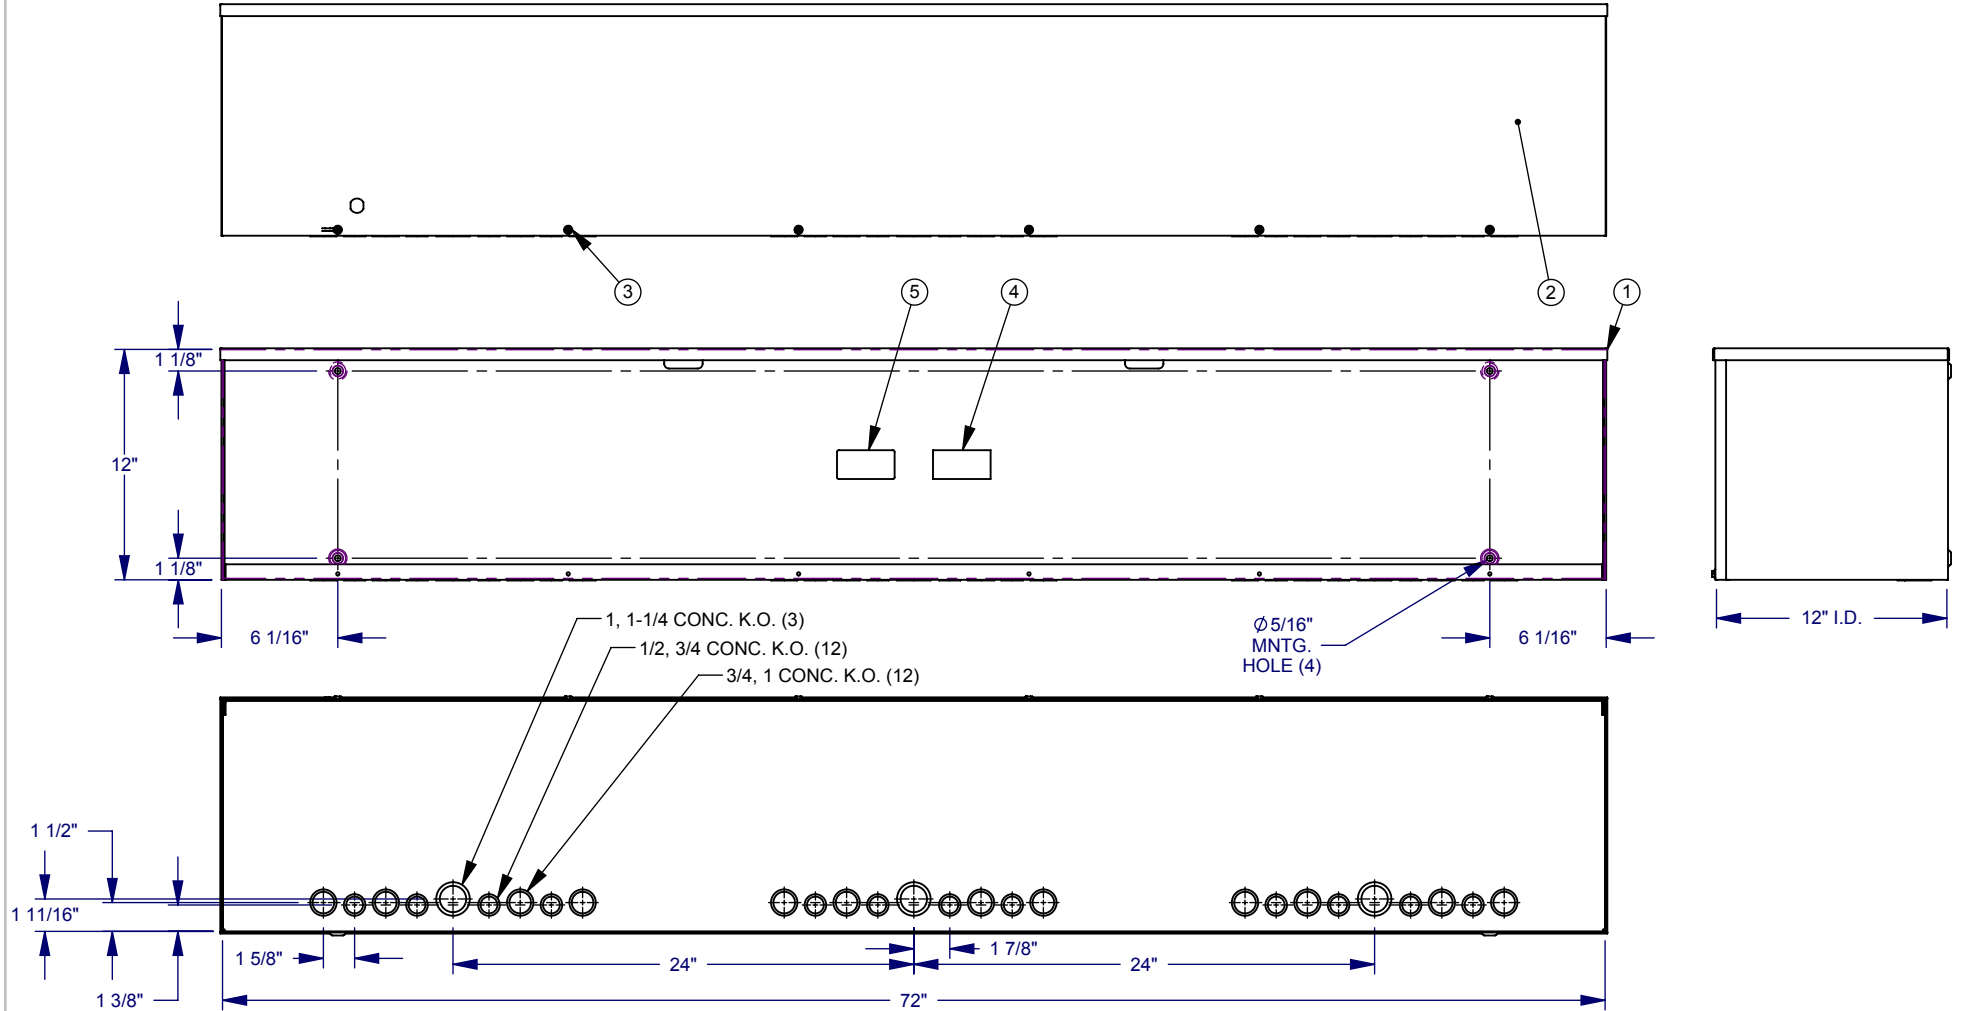 3
5
4
2
1
1 1/8"
12"
1 1/8"
6 1/16"
1, 1-1/4 CONC. K.O. (3)
1/2, 3/4 CONC. K.O. (12)
3/4, 1 CONC. K.O. (12)
Ø 5/16"
MNTG.
HOLE (4)
6 1/16"
12" I.D.
1 1/2"
1 11/16"
1 5/8"
1 3/8"
24"
1 7/8"
24"
72"